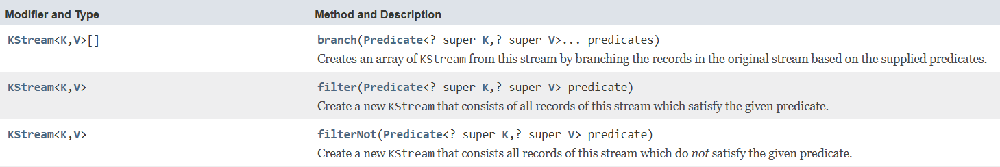 Modifier and Type Method and Description
KStream<K,V>[] branch(Predicate<? super K,? super V>... predicates)
Creates an array of KStream from this stream by branching the records in the original stream based on the supplied predicates.
KStream<K,V> filter(Predicate<? super K,? super V> predicate)
Create a new KStream that consists of all records of this stream which satisfy the given predicate.
KStream<K,V> filterNot(Predicate<? super K,? super V> predicate)
Create a new KStream that consists all records of this stream which do not satisfy the given predicate.